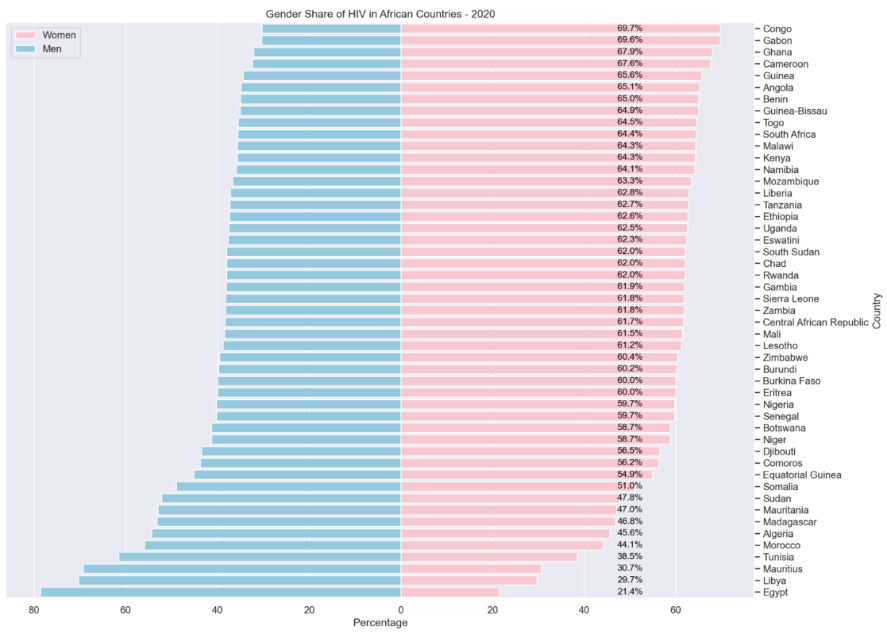 Gender Share of HIV in African Countries - 2020
Women
Men
69.7% Congo
69.6% Gabon
67.9% Ghana
67.6% Cameroon
65.6% Guinea
65.1% Angola
65.0% Benin
64.9% Guinea-Bissau
64.5% Togo
64.4% South Africa
64.3% Malawi
64.3% Kenya
64.1% Namibia
63.3% Mozambique
62.8% Liberia
62.7% Tanzania
62.6% Ethiopia
62.5% Uganda
62.3% Eswatini
62.0% South Sudan
62.0% Chad
62.0% Rwanda
61.9% Gambia
61.8% Sierra Leone
61.8% Zambia
61.7% Central African Republic
61.5% Mali
61.2% Lesotho
60.4% Zimbabwe
60.2% Burundi
60.0% Burkina Faso
60.0% Eritrea
59.7% Nigeria
59.7% Senegal
58.7% Botswana
58.7% Niger
56.5% Djibouti
56.2% Comoros
54.9% Equatorial Guinea
51.0% Somalia
47.8% Sudan
47.0% Mauritania
46.8% Madagascar
45.6% Algeria
44.1% Morocco
38.5% Tunisia
30.7% Mauritius
29.7% Libya
21.4% Egypt
Country
80 60 40 20 0 20 40 60
Percentage